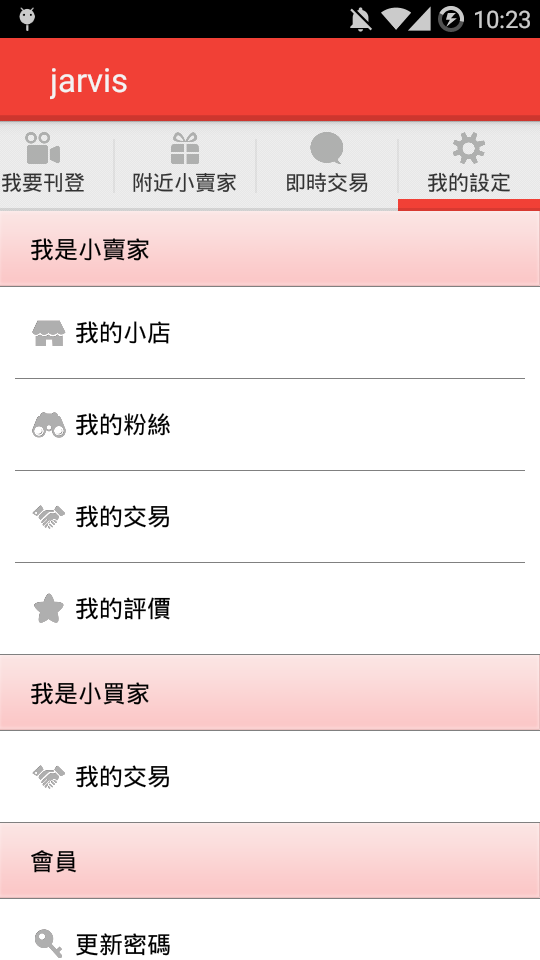 10:23
jarvis
我要刊登
附近小賣家
即時交易
我的設定
我是小賣家
我的小店
我的粉絲
我的交易
我的評價
我是小買家
我的交易
會員
更新密碼